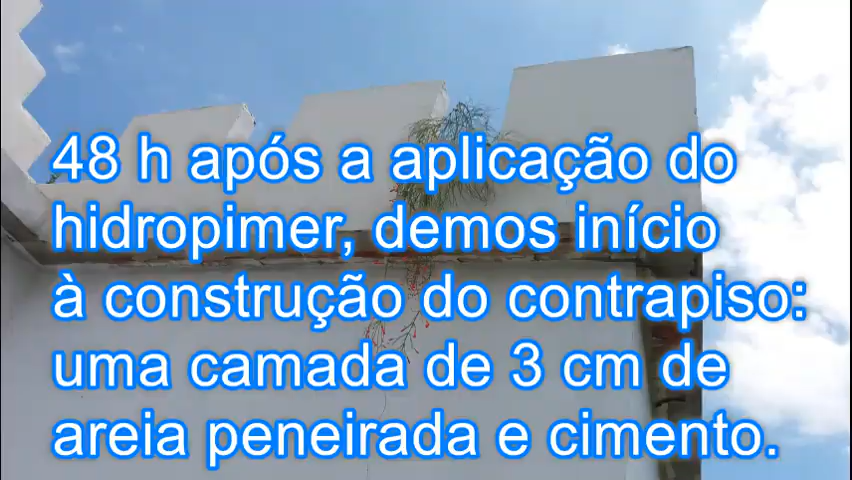 48 h após a aplicação do
hidropimer, demos início
à construção do contrapiso:
uma camada de 3 cm de
areia peneirada e cimento.